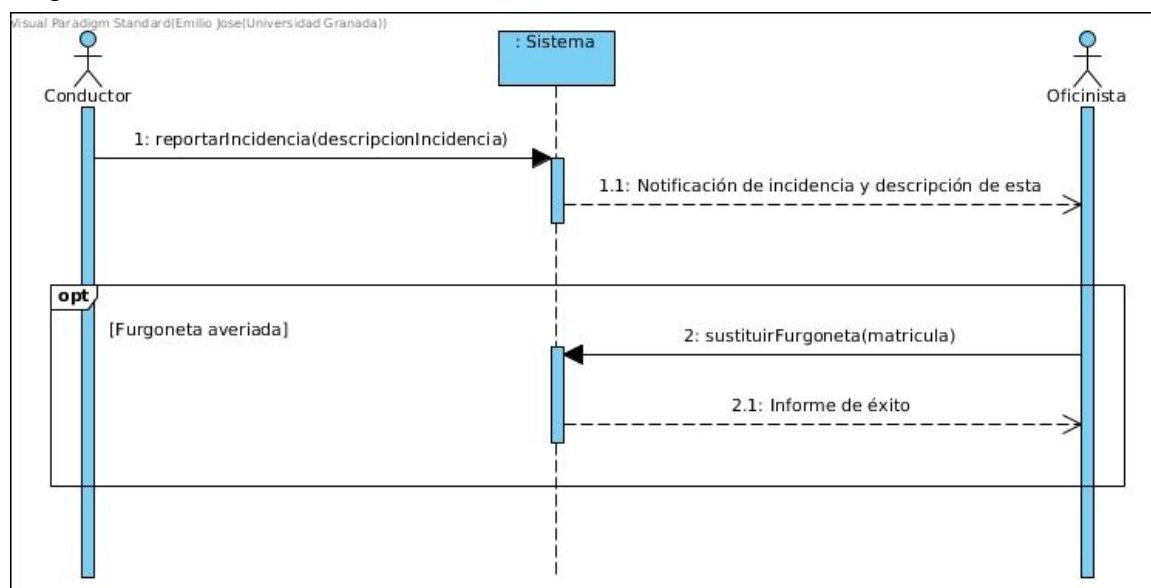 Visual Paradigm Standard(Emilio Jose(Universidad Granada))
: Sistema
Conductor
Oficinista
1: reportarIncidencia(descripcionIncidencia)
1.1: Notificación de incidencia y descripción de esta
opt
[Furgoneta averiada]
2: sustituirFurgoneta(matricula)
2.1: Informe de éxito